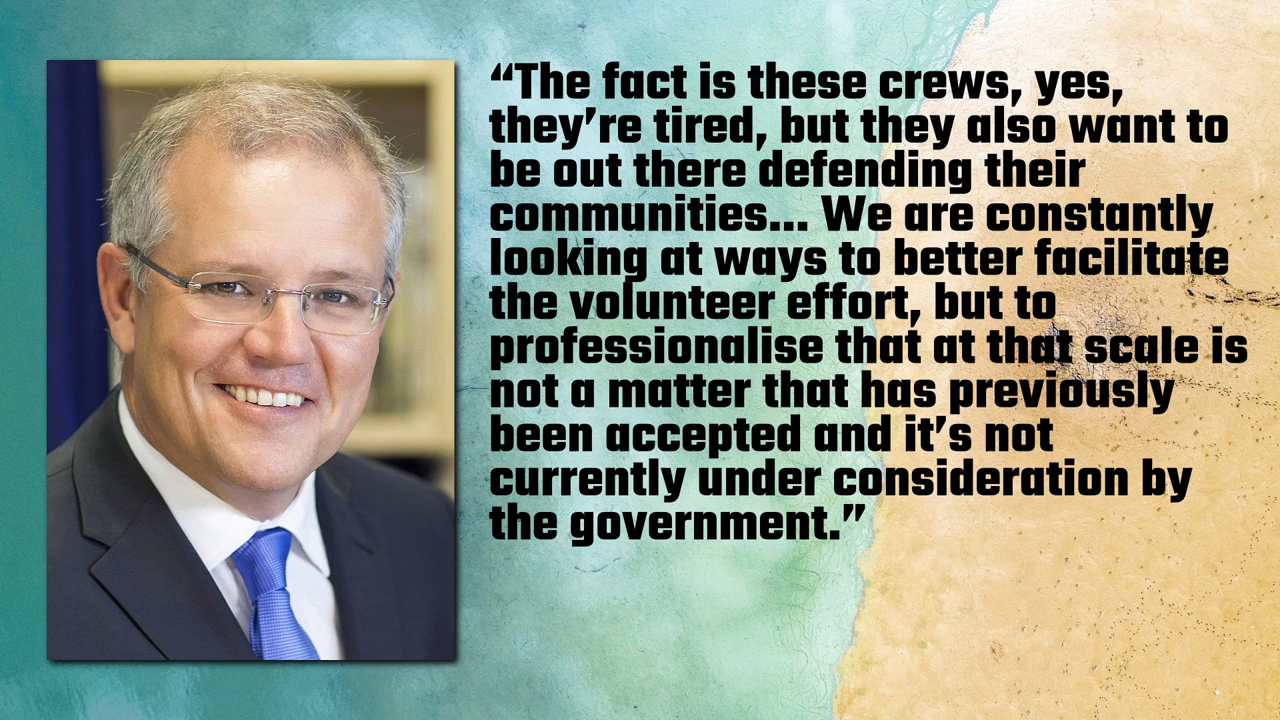 “The fact is these crews, yes,
they’re tired, but they also want to
be out there defending their
communities... We are constantly
looking at ways to better facilitate
the volunteer effort, but to
professionalise that at that scale is
not a matter that has previously
been accepted and it’s not
currently under consideration by
the government.”